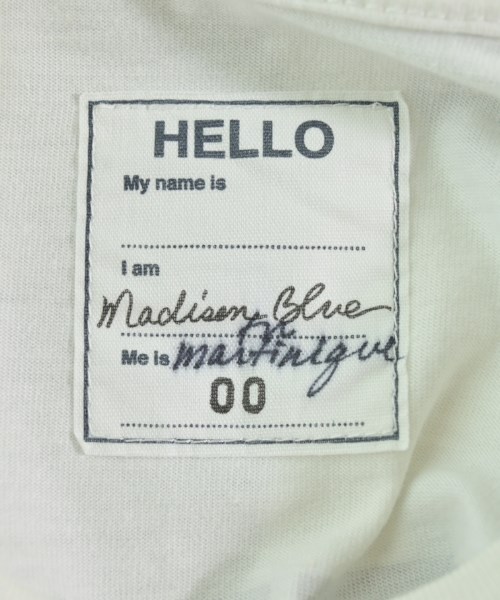 HELLO
My name is
I am
Madison Blue
Me is martinique
00